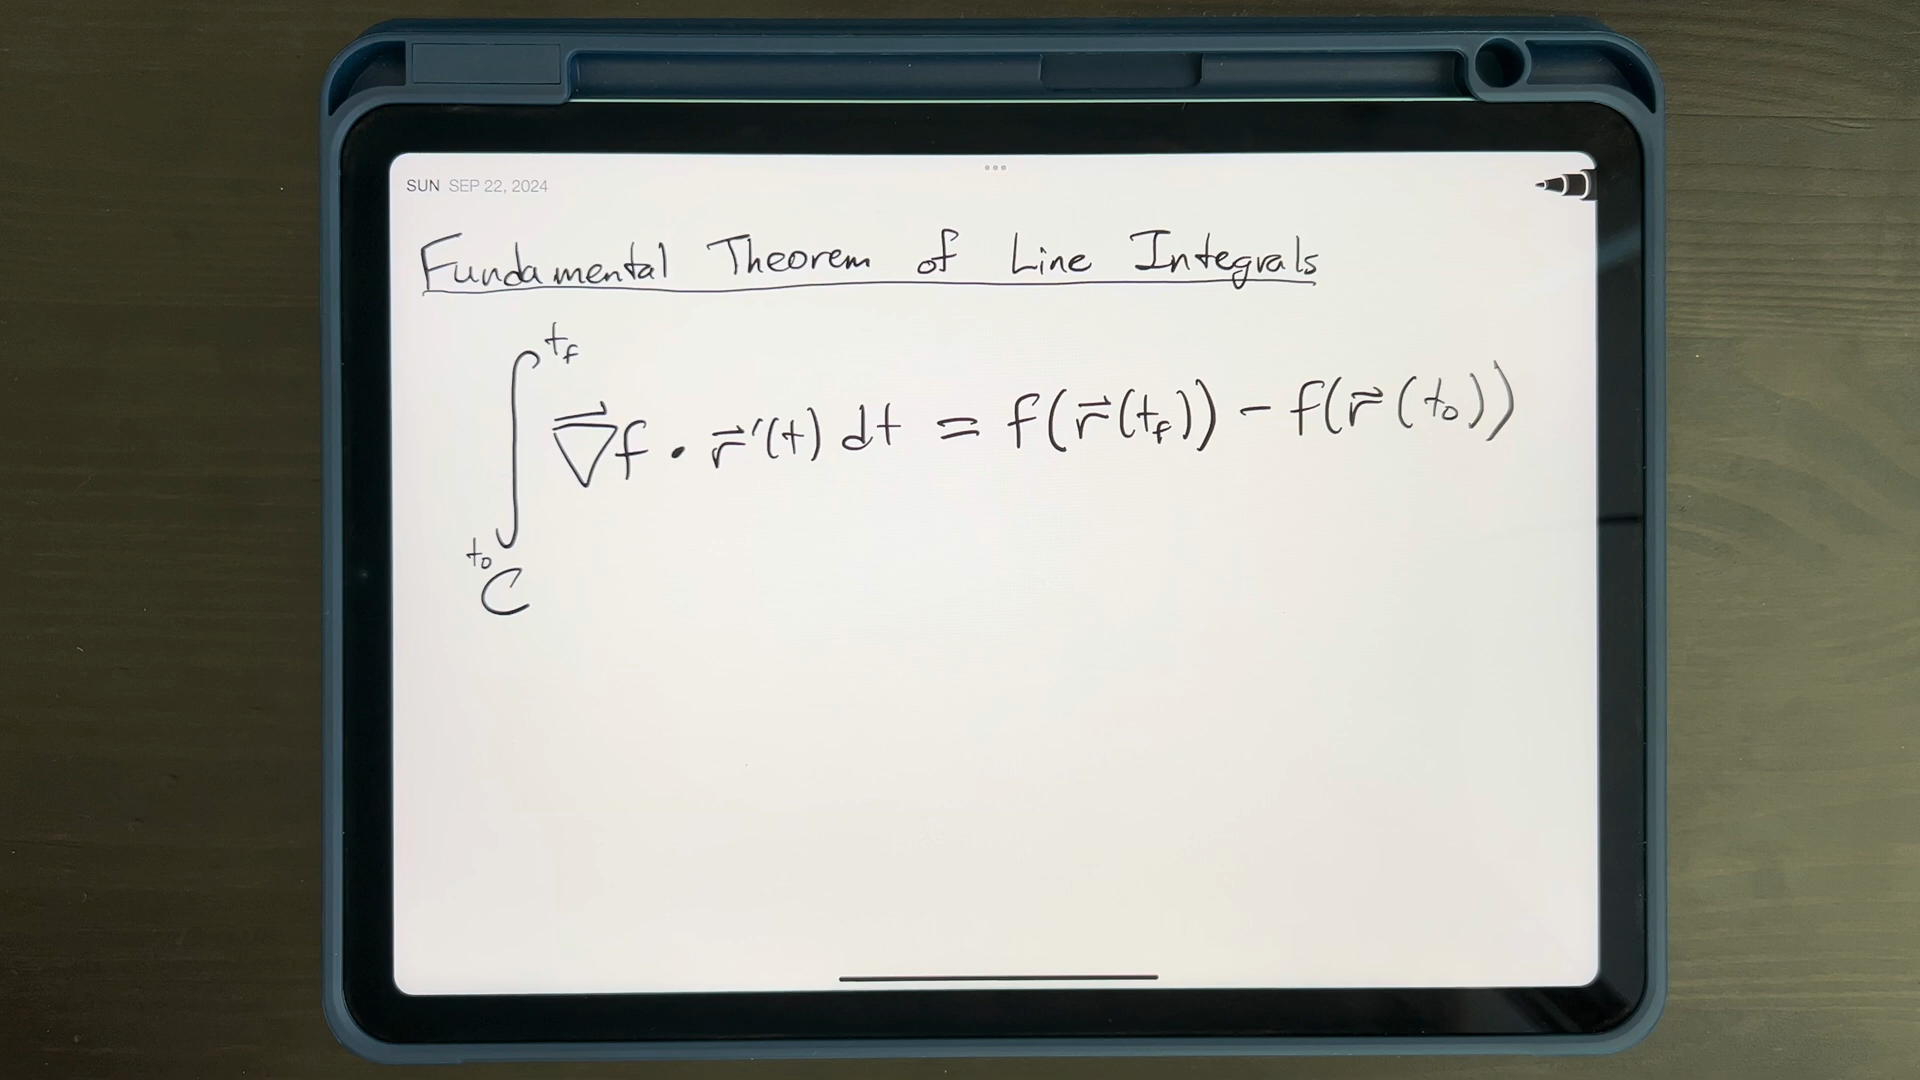 SUN SEP 22, 2024
Fundamental Theorem of Line Integrals
∫_{t₀, C}^{t_f} ∇⃗f · r⃗′(t) dt = f(r⃗(t_f)) − f(r⃗(t₀))